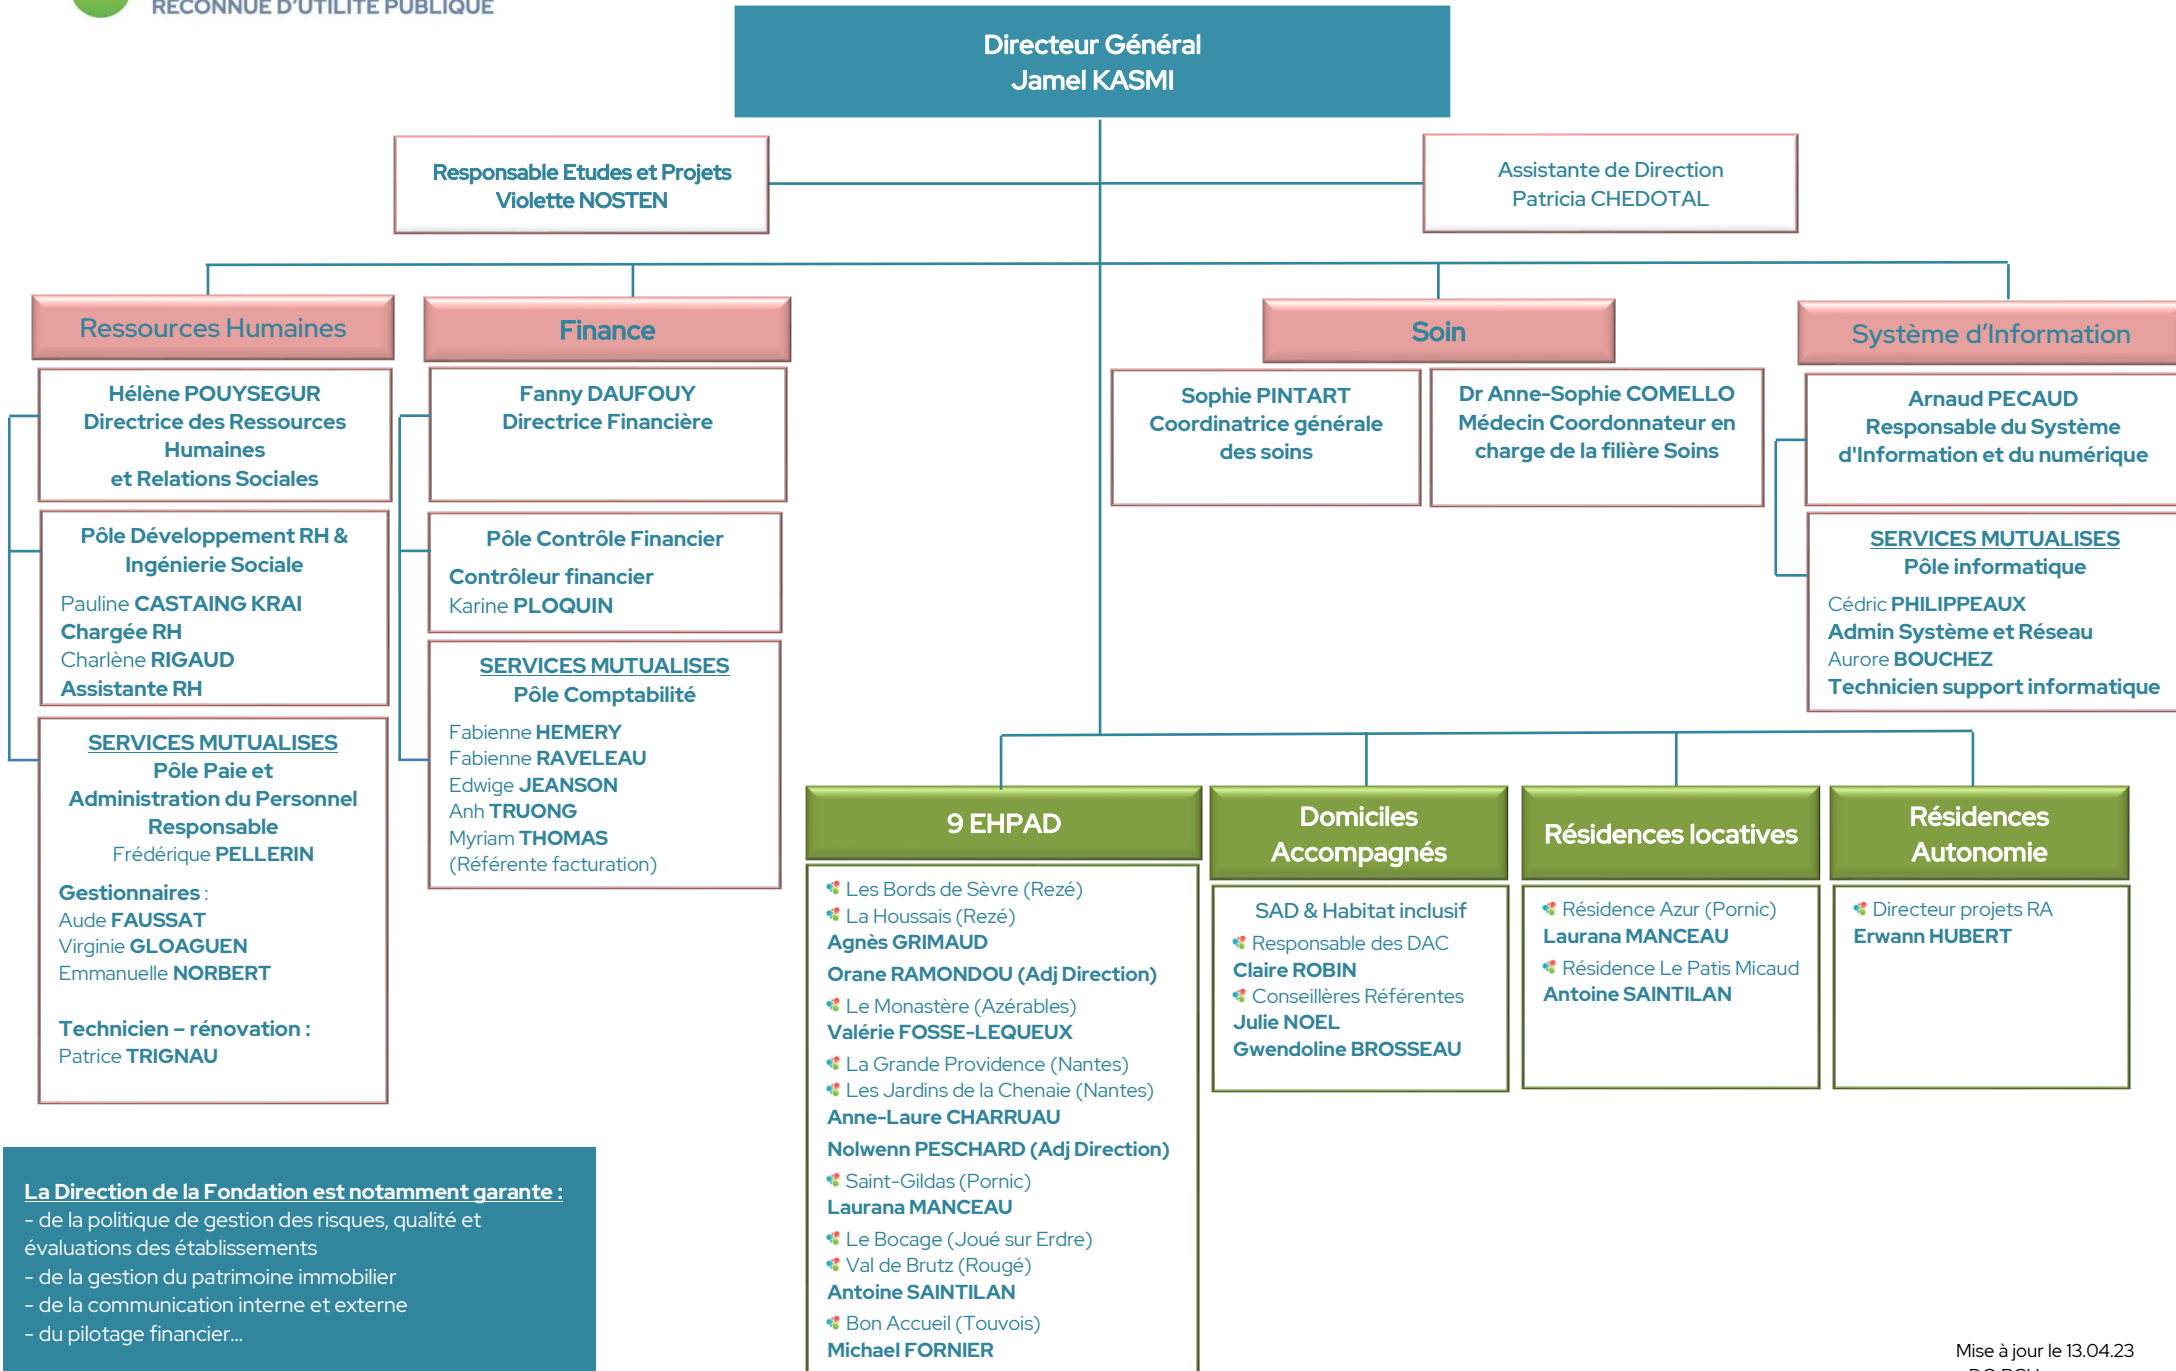 RECONNUE D'UTILITE PUBLIQUE
Directeur Général
Jamel KASMI
Responsable Etudes et Projets
Violette NOSTEN
Assistante de Direction
Patricia CHEDOTAL
Ressources Humaines
Hélène POUYSEGUR
Directrice des Ressources
Humaines
et Relations Sociales
Pôle Développement RH &
Ingénierie Sociale
Pauline CASTAING KRAI
Chargée RH
Charlène RIGAUD
Assistante RH
SERVICES MUTUALISES
Pôle Paie et
Administration du Personnel
Responsable
Frédérique PELLERIN
Gestionnaires :
Aude FAUSSAT
Virginie GLOAGUEN
Emmanuelle NORBERT
Technicien – rénovation :
Patrice TRIGNAU
Finance
Fanny DAUFOUY
Directrice Financière
Pôle Contrôle Financier
Contrôleur financier
Karine PLOQUIN
SERVICES MUTUALISES
Pôle Comptabilité
Fabienne HEMERY
Fabienne RAVELEAU
Edwige JEANSON
Anh TRUONG
Myriam THOMAS
(Référente facturation)
Soin
Sophie PINTART
Coordinatrice générale
des soins
Dr Anne-Sophie COMELLO
Médecin Coordonnateur en
charge de la filière Soins
Système d'Information
Arnaud PECAUD
Responsable du Système
d'Information et du numérique
SERVICES MUTUALISES
Pôle informatique
Cédric PHILIPPEAUX
Admin Système et Réseau
Aurore BOUCHEZ
Technicien support informatique
9 EHPAD
Les Bords de Sèvre (Rezé)
La Houssais (Rezé)
Agnès GRIMAUD
Orane RAMONDOU (Adj Direction)
Le Monastère (Azérables)
Valérie FOSSE-LEQUEUX
La Grande Providence (Nantes)
Les Jardins de la Chenaie (Nantes)
Anne-Laure CHARRUAU
Nolwenn PESCHARD (Adj Direction)
Saint-Gildas (Pornic)
Laurana MANCEAU
Le Bocage (Joué sur Erdre)
Val de Brutz (Rougé)
Antoine SAINTILAN
Bon Accueil (Touvois)
Michael FORNIER
Domiciles
Accompagnés
SAD & Habitat inclusif
Responsable des DAC
Claire ROBIN
Conseillères Référentes
Julie NOEL
Gwendoline BROSSEAU
Résidences locatives
Résidence Azur (Pornic)
Laurana MANCEAU
Résidence Le Patis Micaud
Antoine SAINTILAN
Résidences
Autonomie
Directeur projets RA
Erwann HUBERT
La Direction de la Fondation est notamment garante :
- de la politique de gestion des risques, qualité et
évaluations des établissements
- de la gestion du patrimoine immobilier
- de la communication interne et externe
- du pilotage financier...
Mise à jour le 13.04.23